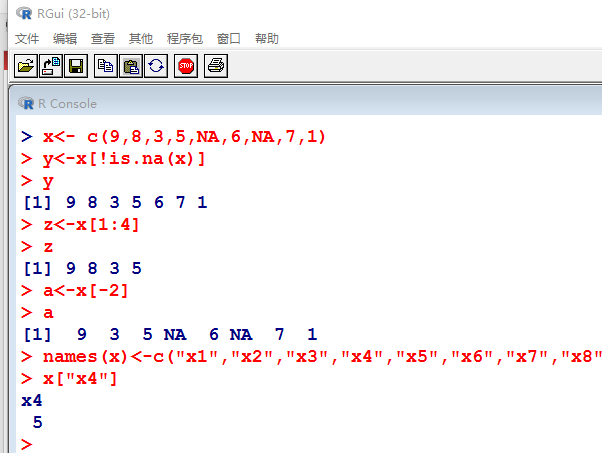 RGui (32-bit)
文件 编辑 查看 其他 程序包 窗口 帮助
STOP
R Console
> x<- c(9,8,3,5,NA,6,NA,7,1)
> y<-x[!is.na(x)]
> y
[1] 9 8 3 5 6 7 1
> z<-x[1:4]
> z
[1] 9 8 3 5
> a<-x[-2]
> a
[1]  9  3  5 NA  6 NA  7  1
> names(x)<-c("x1","x2","x3","x4","x5","x6","x7","x8"
> x["x4"]
x4
 5
>